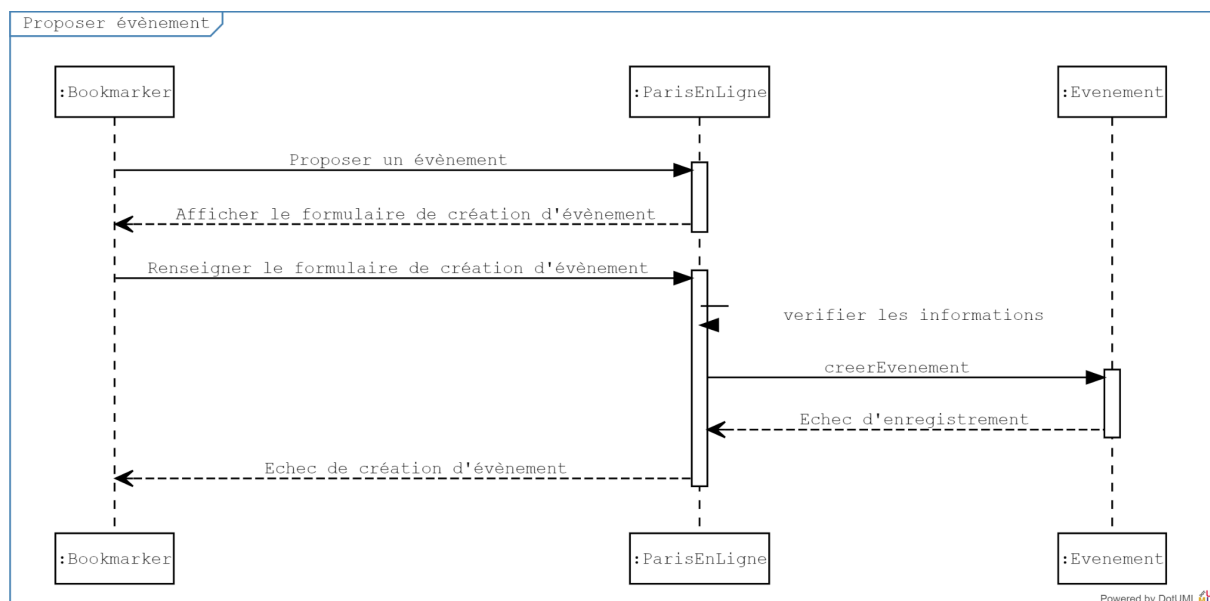 Proposer évènement
:Bookmarker
:ParisEnLigne
:Evenement
Proposer un évènement
Afficher le formulaire de création d'évènement
Renseigner le formulaire de création d'évènement
verifier les informations
creerEvenement
Echec d'enregistrement
Echec de création d'évènement
:Bookmarker
:ParisEnLigne
:Evenement
Powered by DotUML